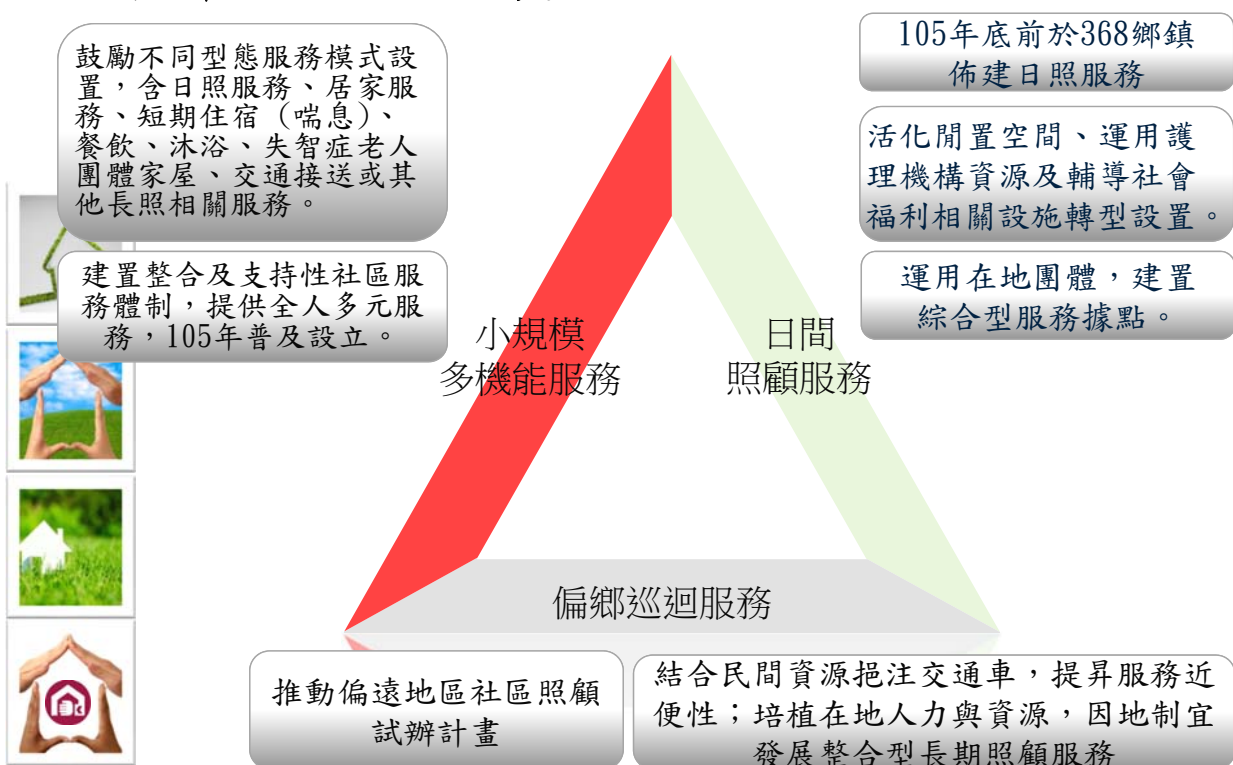 鼓勵不同型態服務模式設
置，含日照服務、居家服
務、短期住宿（喘息）、
餐飲、沐浴、失智症老人
團體家屋、交通接送或其
他長照相關服務。
建置整合及支持性社區服
務體制，提供全人多元服
務，105年普及設立。
小規模
多機能服務
105年底前於368鄉鎮
佈建日照服務
活化閒置空間、運用護
理機構資源及輔導社會
福利相關設施轉型設置。
運用在地團體，建置
綜合型服務據點。
日間
照顧服務
偏鄉巡迴服務
推動偏遠地區社區照顧
試辦計畫
結合民間資源挹注交通車，提昇服務近
便性；培植在地人力與資源，因地制宜
發展整合型長期照顧服務